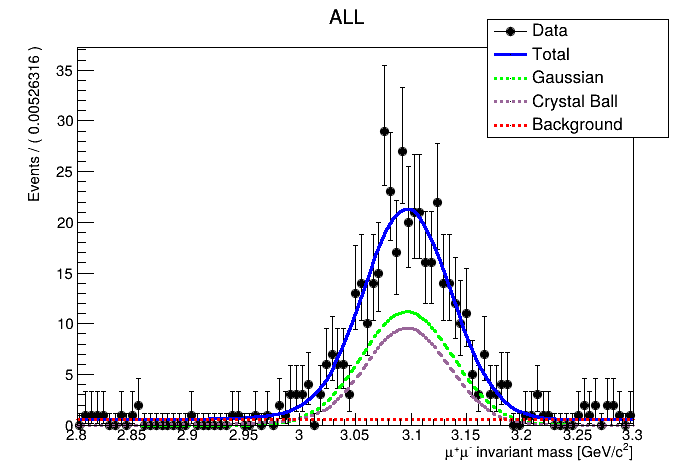 ALL
Data
Total
Gaussian
Crystal Ball
Background
Events / ( 0.00526316 )
35
30
25
20
15
10
5
0
2.8 2.85 2.9 2.95 3 3.05 3.1 3.15 3.2 3.25 3.3
μ⁺μ⁻ invariant mass [GeV/c²]